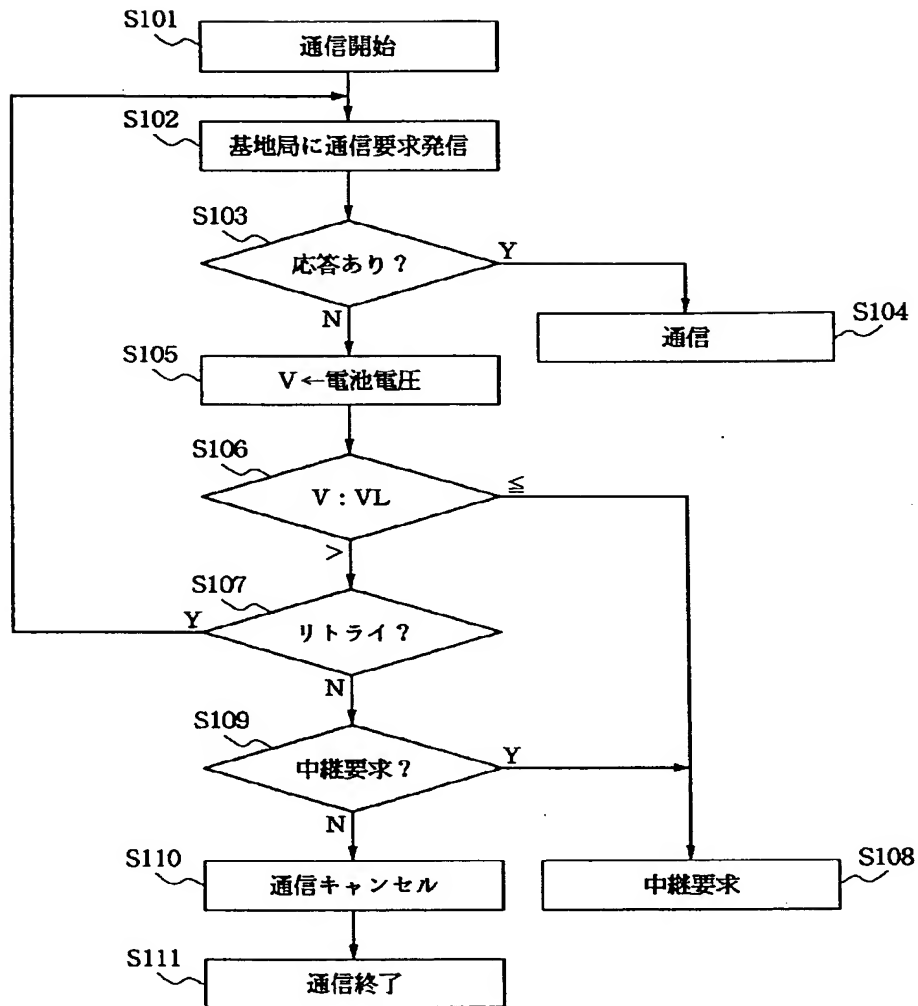 S101
通信開始
S102
基地局に通信要求発信
S103
応答あり？
Y
N
S104
通信
S105
V←電池電圧
S106
V：VL
≦
＞
S107
リトライ？
Y
N
S109
中継要求？
Y
N
S108
中継要求
S110
通信キャンセル
S111
通信終了